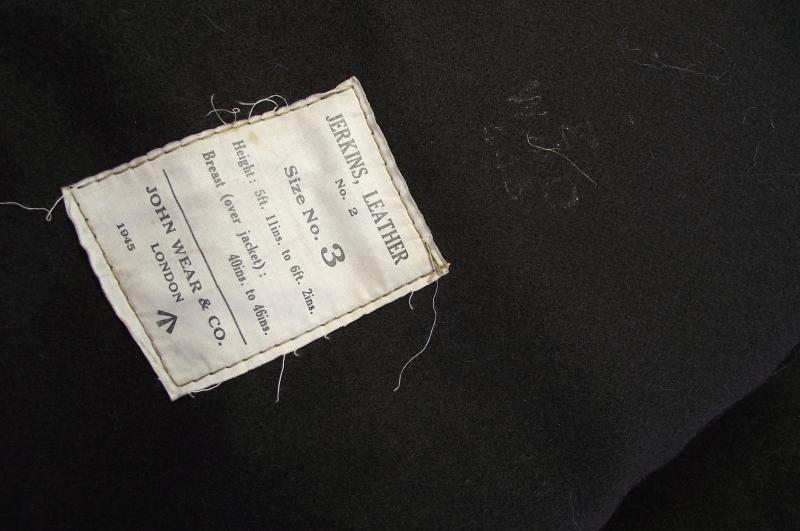 JERKINS, LEATHER
No. 2
Size No. 3
Height: 5ft. 11ins. to 6ft. 2ins.
Breast (over jacket):
40ins. to 46ins.
JOHN WEAR & CO.
LONDON
1945